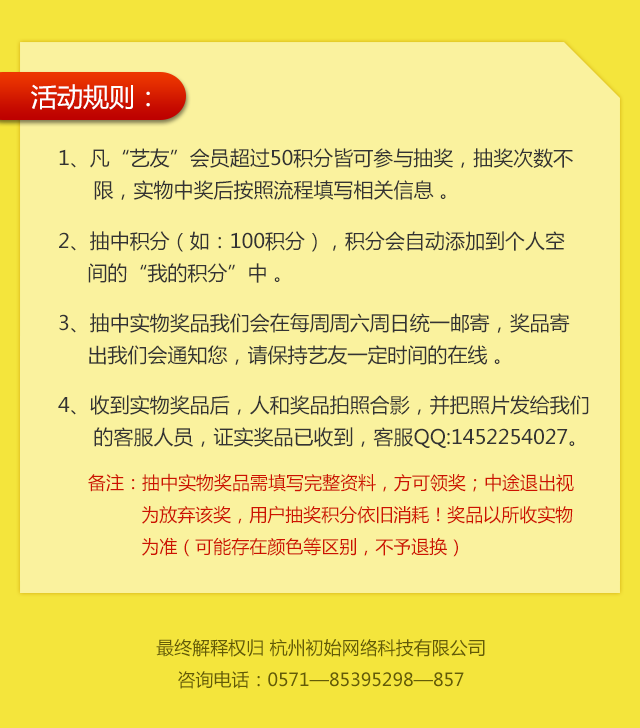 活动规则：
1、凡“艺友”会员超过50积分皆可参与抽奖，抽奖次数不
限，实物中奖后按照流程填写相关信息 。
2、抽中积分（如：100积分），积分会自动添加到个人空
间的“我的积分”中 。
3、抽中实物奖品我们会在每周周六周日统一邮寄，奖品寄
出我们会通知您，请保持艺友一定时间的在线 。
4、收到实物奖品后，人和奖品拍照合影，并把照片发给我们
的客服人员，证实奖品已收到，客服QQ:1452254027。
备注：抽中实物奖品需填写完整资料，方可领奖；中途退出视
为放弃该奖，用户抽奖积分依旧消耗！奖品以所收实物
为准（可能存在颜色等区别，不予退换）
最终解释权归 杭州初始网络科技有限公司
咨询电话：0571—85395298—857